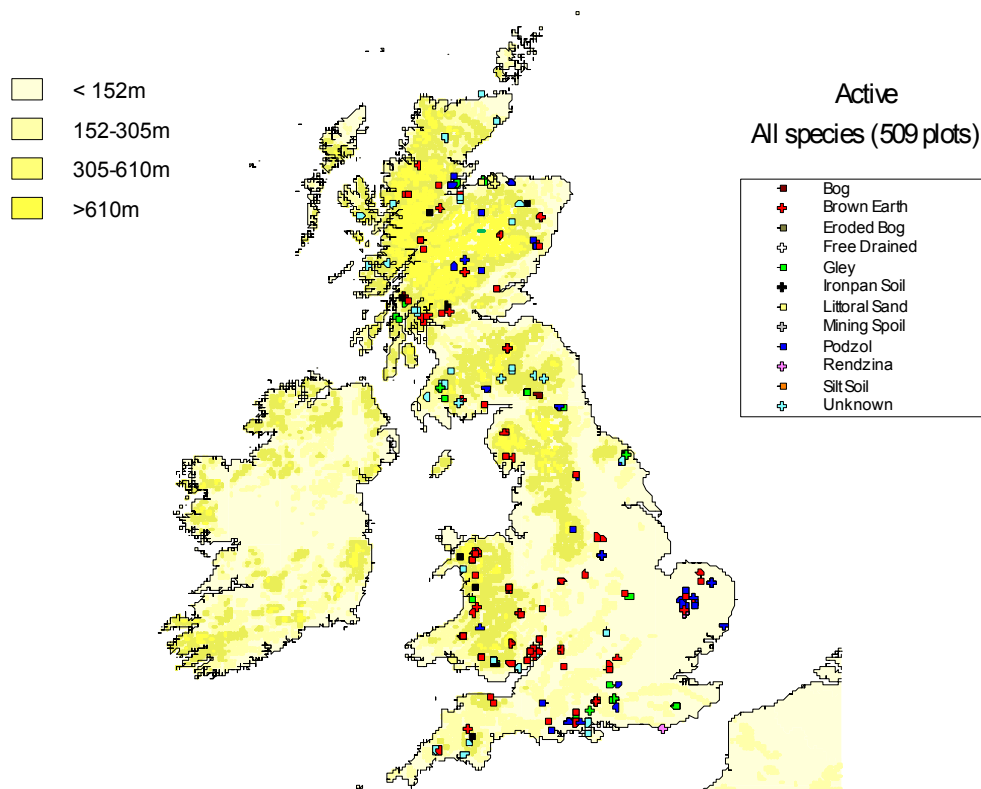 < 152m
152-305m
305-610m
>610m
Active
All species (509 plots)
Bog
Brown Earth
Eroded Bog
Free Drained
Gley
Ironpan Soil
Littoral Sand
Mining Spoil
Podzol
Rendzina
Silt Soil
Unknown